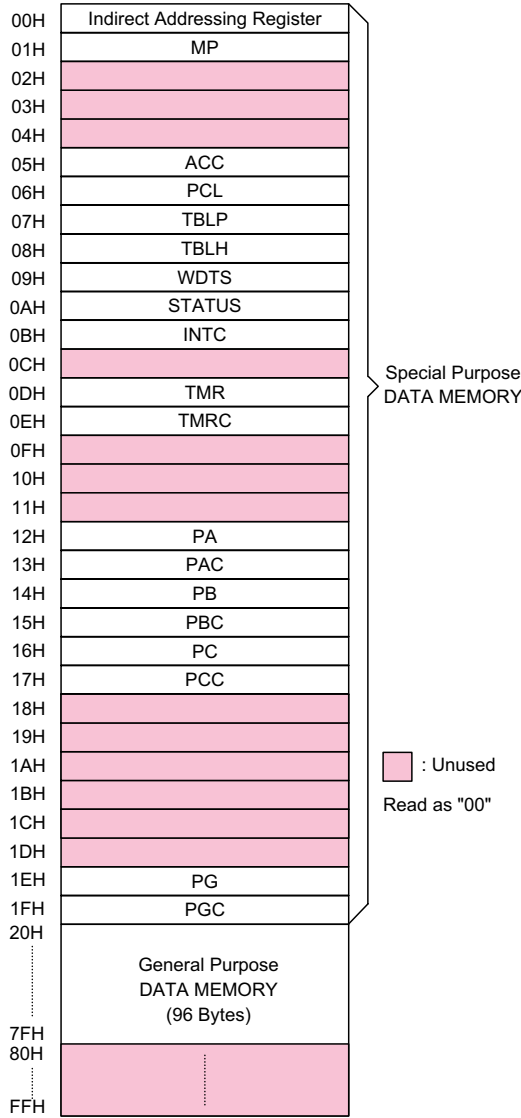 00H Indirect Addressing Register
01H MP
02H
03H
04H
05H ACC
06H PCL
07H TBLP
08H TBLH
09H WDTS
0AH STATUS
0BH INTC
0CH
Special Purpose
0DH TMR
DATA MEMORY
0EH TMRC
0FH
10H
11H
12H PA
13H PAC
14H PB
15H PBC
16H PC
17H PCC
18H
19H
1AH
: Unused
1BH
Read as "00"
1CH
1DH
1EH PG
1FH PGC
20H
General Purpose
DATA MEMORY
(96 Bytes)
7FH
80H
FFH